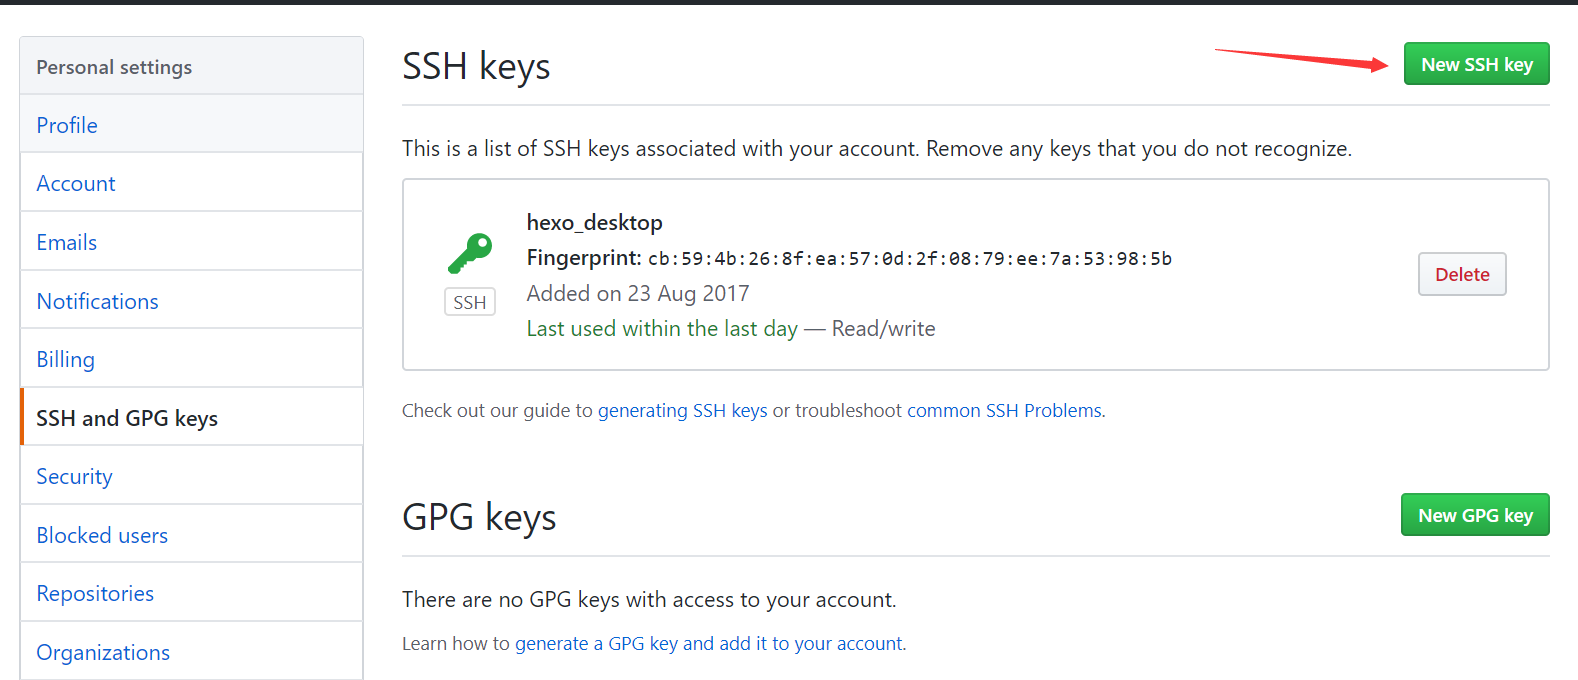 Personal settings
Profile
Account
Emails
Notifications
Billing
SSH and GPG keys
Security
Blocked users
Repositories
Organizations
SSH keys
New SSH key
This is a list of SSH keys associated with your account. Remove any keys that you do not recognize.
hexo_desktop
Fingerprint: cb:59:4b:26:8f:ea:57:0d:2f:08:79:ee:7a:53:98:5b
Added on 23 Aug 2017
Last used within the last day — Read/write
SSH
Delete
Check out our guide to generating SSH keys or troubleshoot common SSH Problems.
GPG keys
New GPG key
There are no GPG keys with access to your account.
Learn how to generate a GPG key and add it to your account.